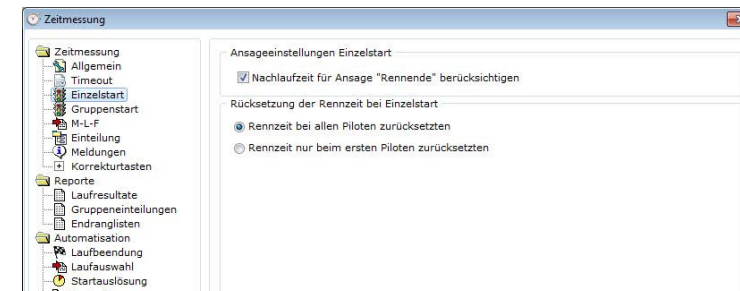 Zeitmessung
Zeitmessung
Allgemein
Timeout
Einzelstart
Gruppenstart
M-L-F
Einteilung
Meldungen
Korrekturtasten
Reporte
Laufresultate
Gruppeneinteilungen
Endranglisten
Automatisation
Laufbeendung
Laufauswahl
Startauslösung
Ansageeinstellungen Einzelstart
Nachlaufzeit für Ansage "Rennende" berücksichtigen
Rücksetzung der Rennzeit bei Einzelstart
Rennzeit bei allen Piloten zurücksetzten
Rennzeit nur beim ersten Piloten zurücksetzten